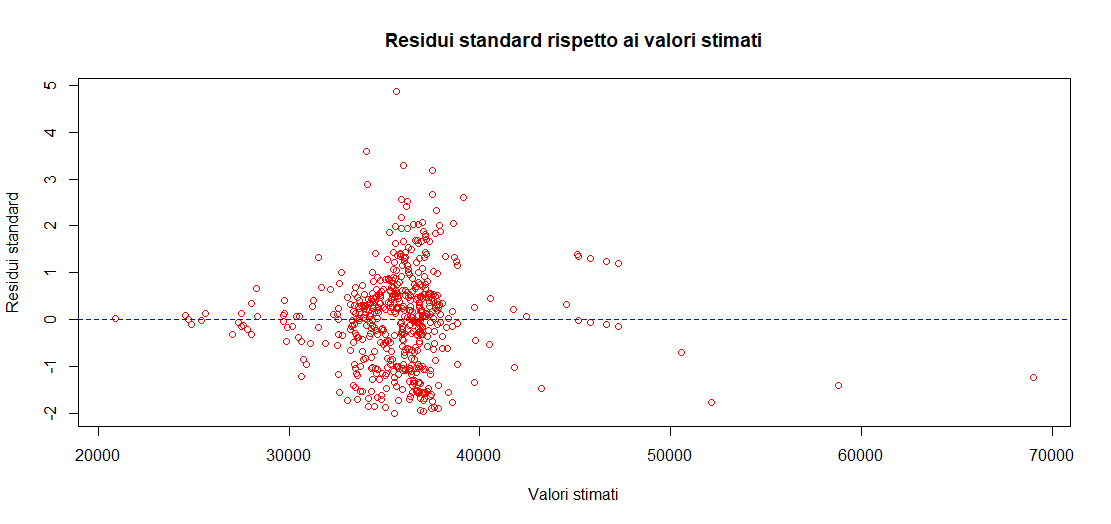 Residui standard rispetto ai valori stimati
Residui standard
5
4
3
2
1
0
-1
-2
20000 30000 40000 50000 60000 70000
Valori stimati